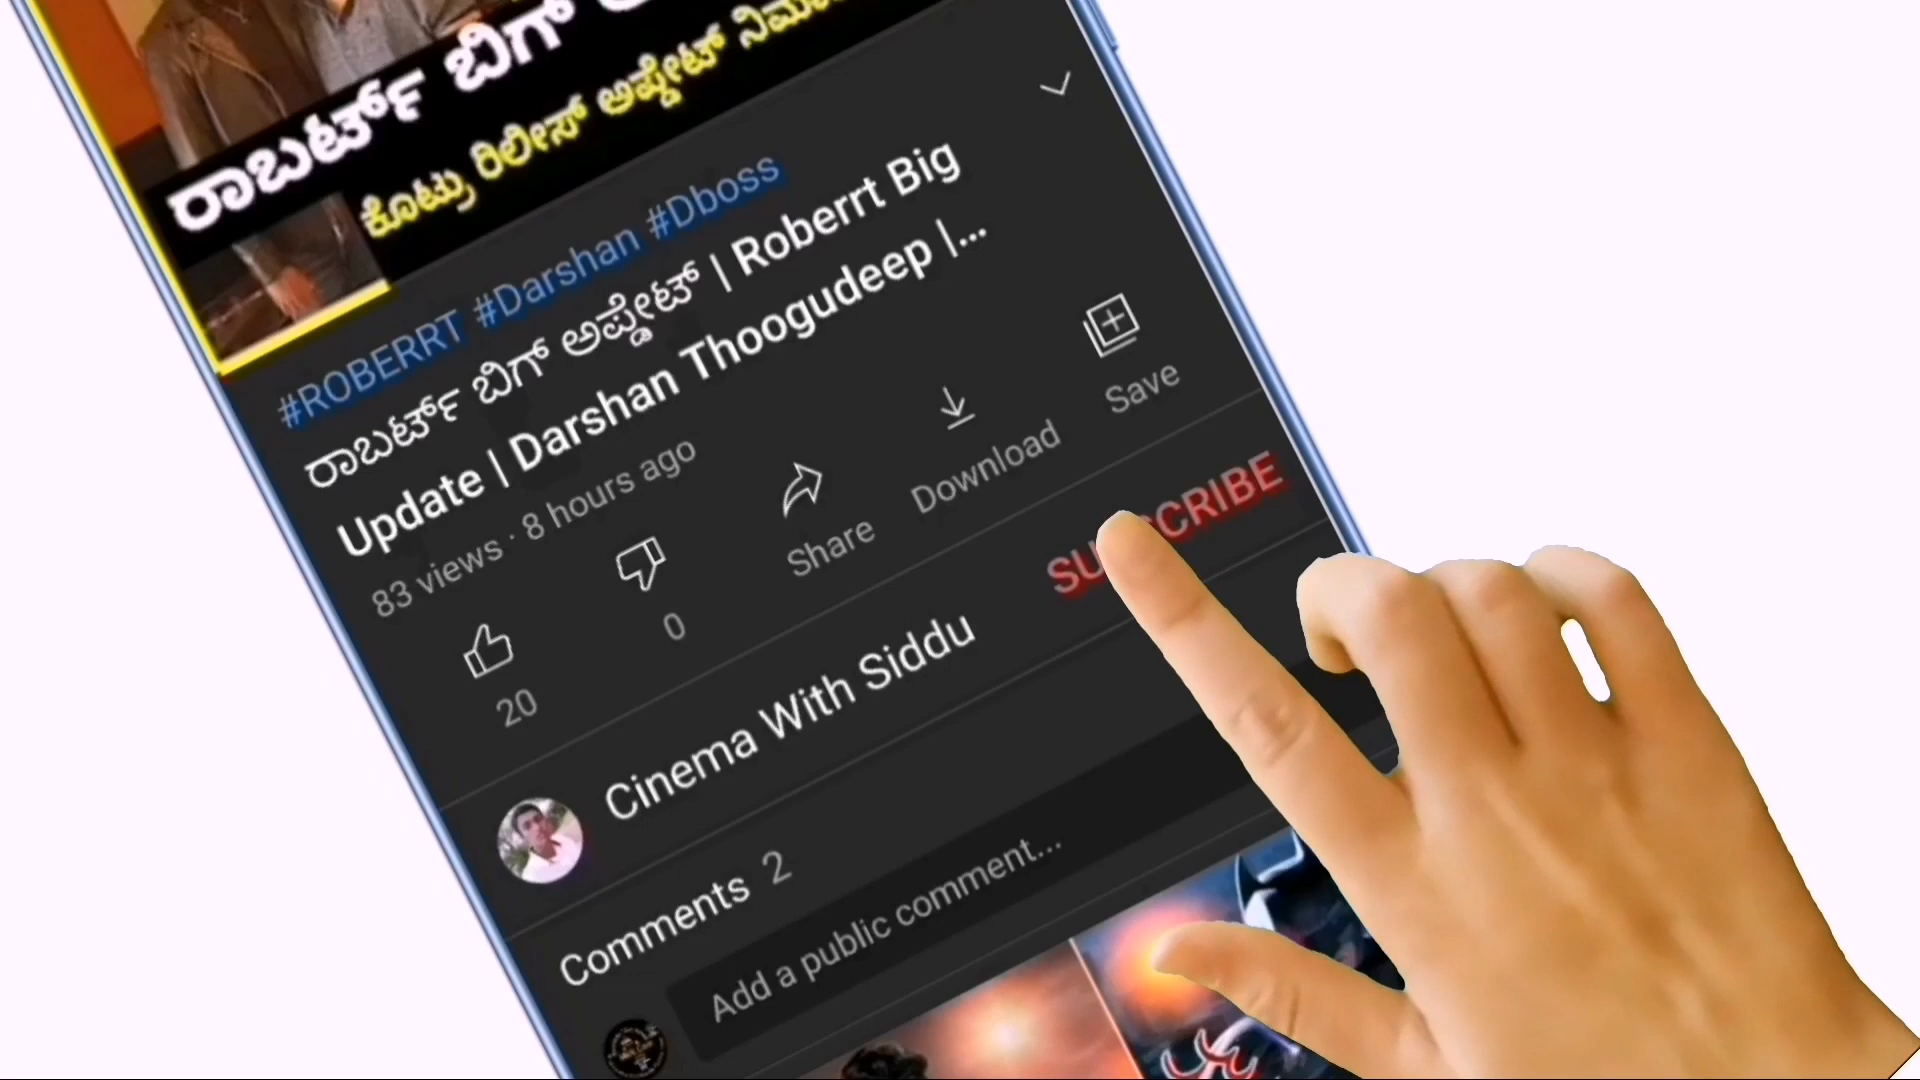 ರಾಬರ್ಟ್ ಬಿಗ್
ಕೊಟ್ರು ರಿಲೀಸ್ ಅಪ್ಡೇಟ್
#ROBERRT #Darshan #Dboss
ರಾಬರ್ಟ್ ಬಿಗ್ ಅಪ್ಡೇಟ್ | Roberrt Big
Update | Darshan Thoogudeep |...
83 views · 8 hours ago
20
0
Share
Download
Save
Cinema With Siddu
SUBSCRIBE
Comments 2
Add a public comment...